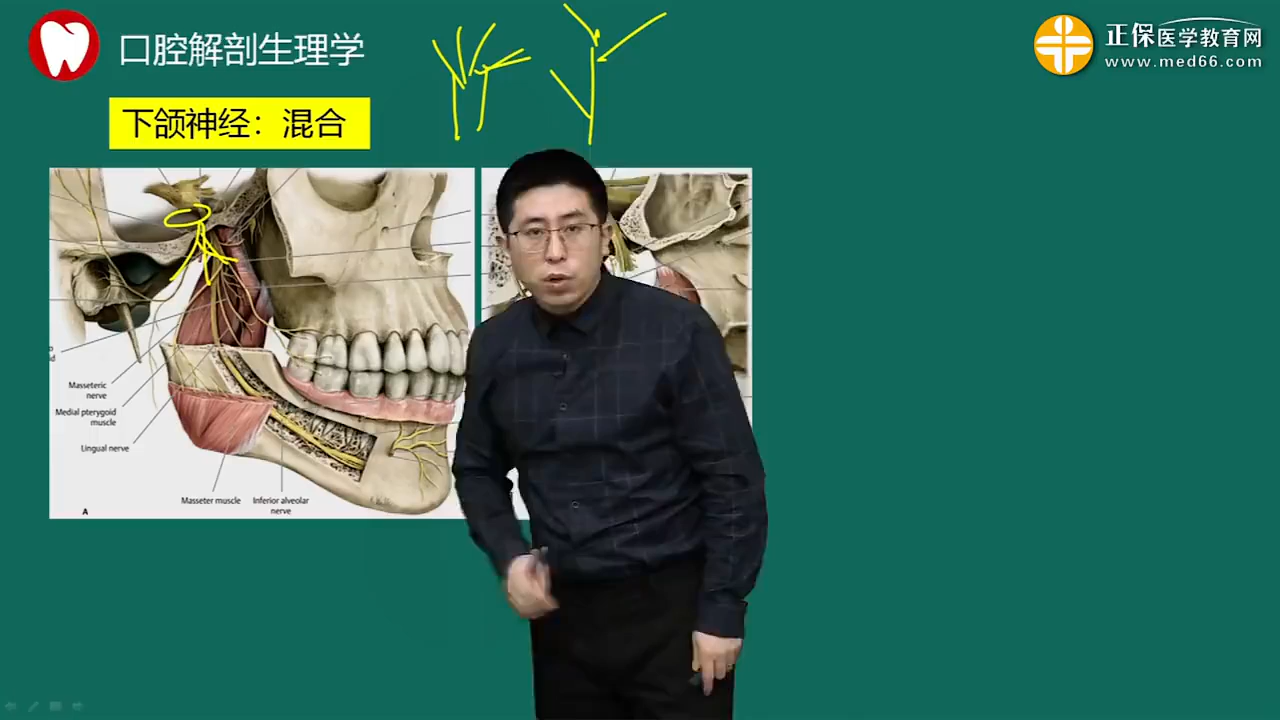 口腔解剖生理学
正保医学教育网
www.med66.com
下颌神经：混合
Masseteric
nerve
Medial pterygoid
muscle
Lingual nerve
Masseter muscle
Inferior alveolar
nerve
A